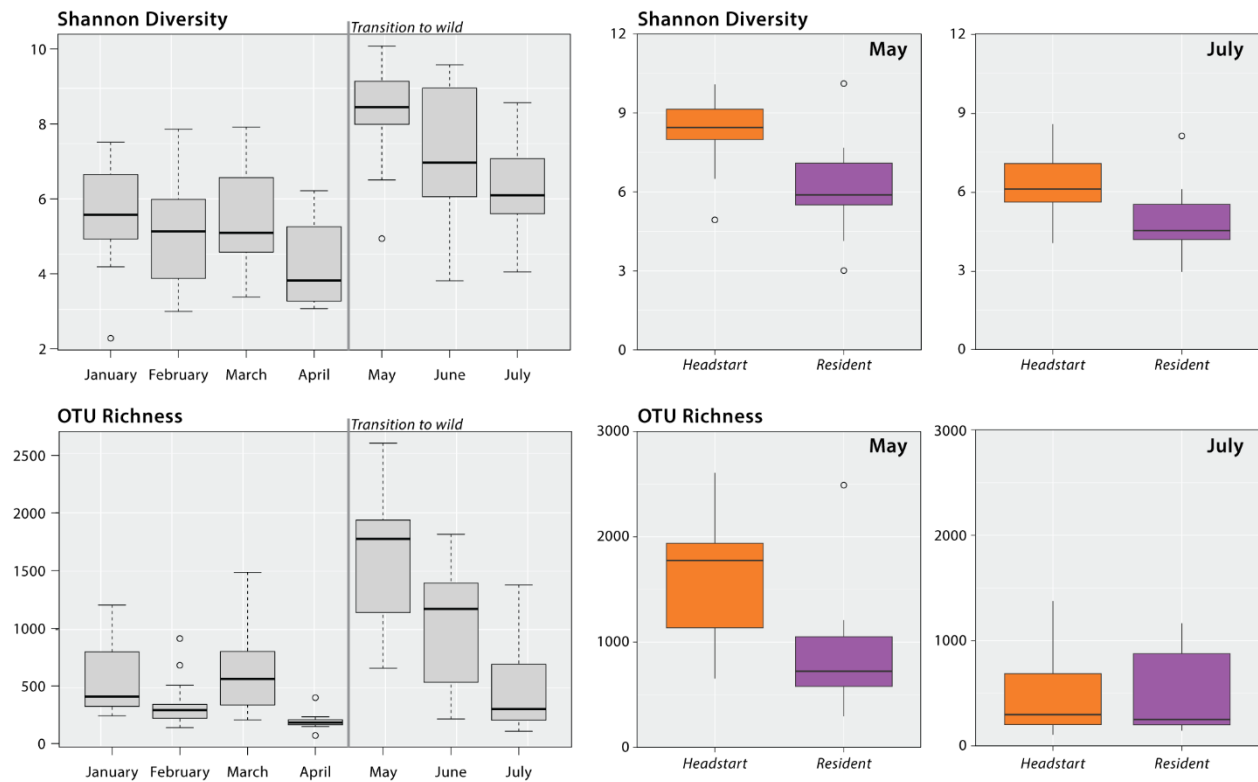 Shannon Diversity
Transition to wild
10
8
6
4
2
January February March April May June July
Shannon Diversity
May
12
9
6
3
0
Headstart Resident
July
12
9
6
3
0
Headstart Resident
OTU Richness
Transition to wild
2500
2000
1500
1000
500
0
January February March April May June July
OTU Richness
May
3000
2000
1000
0
Headstart Resident
July
3000
2000
1000
0
Headstart Resident